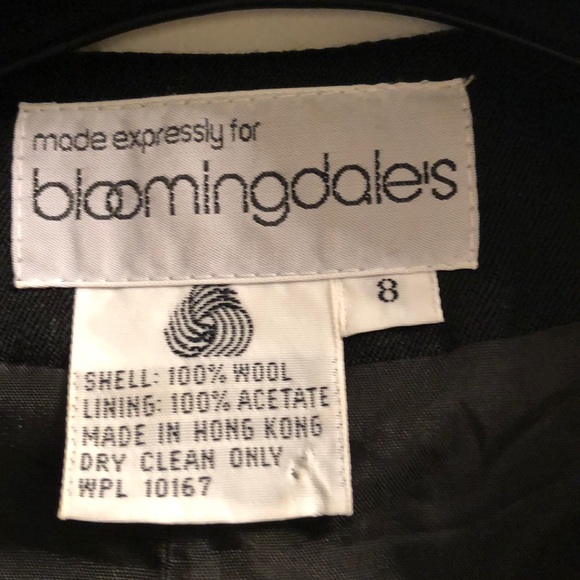 made expressly for
bloomingdale's
8
SHELL: 100% WOOL
LINING: 100% ACETATE
MADE IN HONG KONG
DRY CLEAN ONLY
WPL 10167